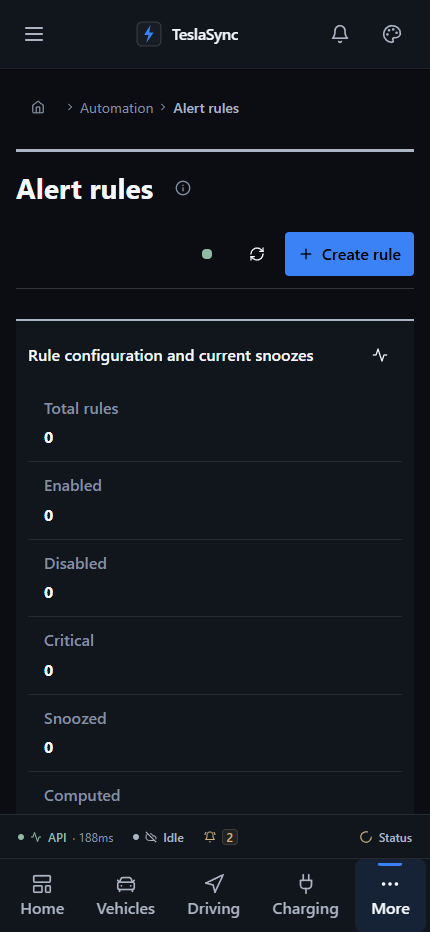 TeslaSync
Automation
Alert rules
Alert rules
Create rule
Rule configuration and current snoozes
Total rules
0
Enabled
0
Disabled
0
Critical
0
Snoozed
0
Computed
API · 188ms
Idle
2
Status
Home
Vehicles
Driving
Charging
More